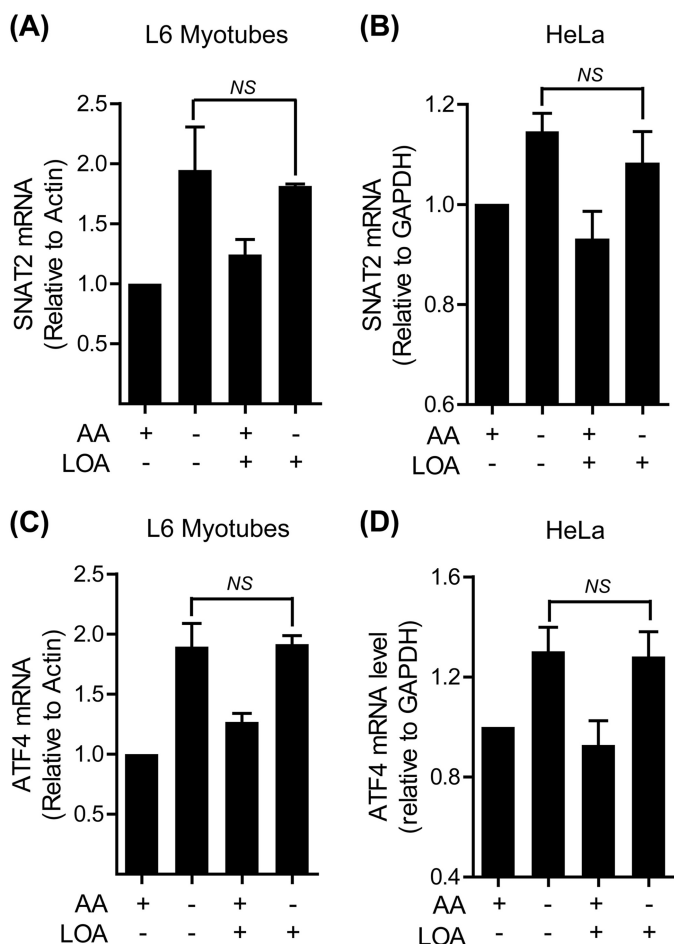 (A)
L6 Myotubes
SNAT2 mRNA
(Relative to Actin)
2.5
2.0
1.5
1.0
0.5
NS
AA + - + -
LOA - - + +
(B)
HeLa
SNAT2 mRNA
(Relative to GAPDH)
1.2
1.0
0.8
0.6
NS
AA + - + -
LOA - - + +
(C)
L6 Myotubes
ATF4 mRNA
(Relative to Actin)
2.5
2.0
1.5
1.0
0.5
NS
AA + - + -
LOA - - + +
(D)
HeLa
ATF4 mRNA level
(relative to GAPDH)
1.6
1.2
0.8
0.4
NS
AA + - + -
LOA - - + +